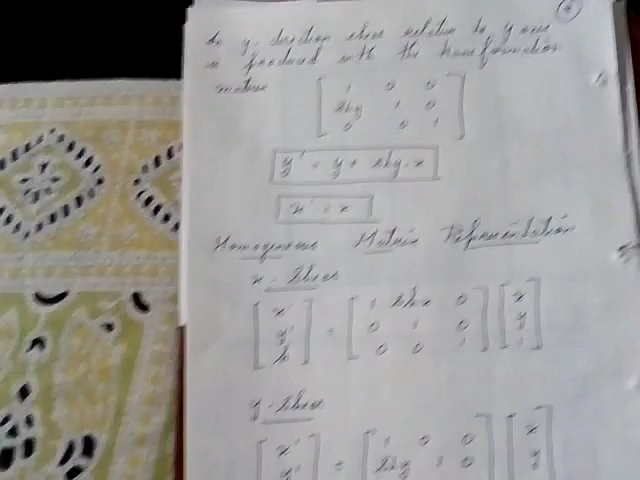 A y-direction shear relative to y axis
is produced with the transformation
matrix
[ 1 0 0
shy 1 0
0 0 1 ]
y' = y + shy·x
x' = x
Homogeneous Matrix Representation
x-Shear
[ x' y' 1 ] = [ 1 shx 0
0 1 0
0 0 1 ] [ x y 1 ]
y-Shear
[ x' y' = [ 1 0 0
shy 1 0 [ x y